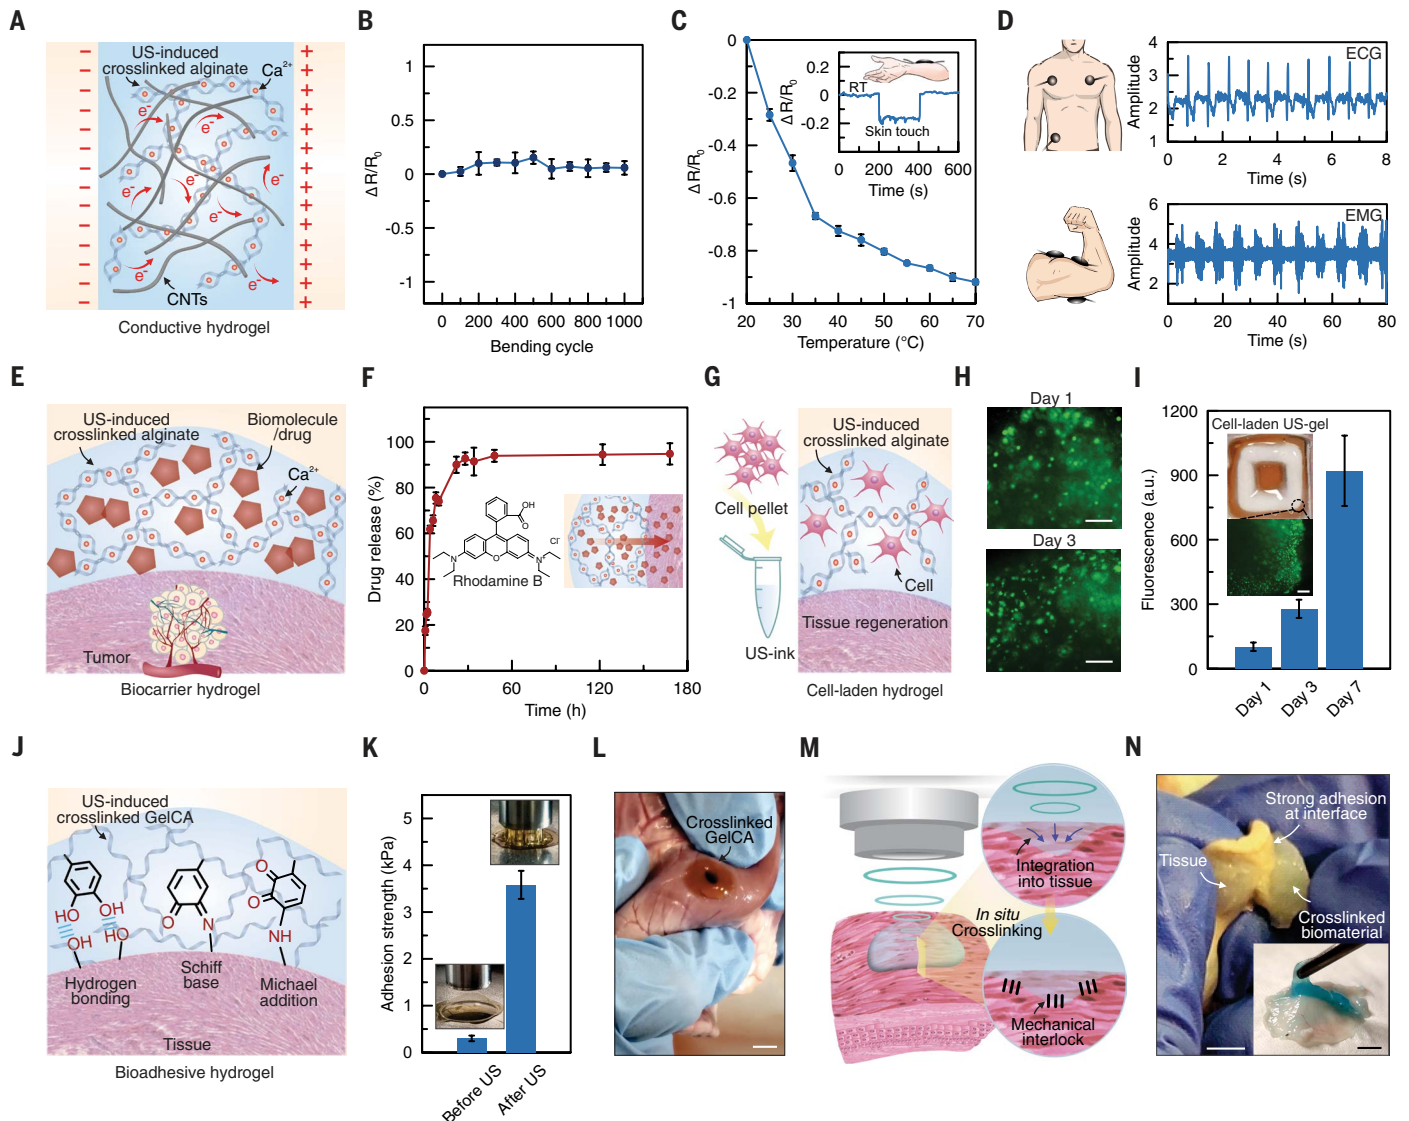 A
US-induced
crosslinked alginate
Ca²⁺
e⁻
e⁻
e⁻
e⁻
e⁻
e⁻
e⁻
e⁻
CNTs
Conductive hydrogel
B
ΔR/R₀
1
0.5
0
-0.5
-1
0 200 400 600 800 1000
Bending cycle
C
ΔR/R₀
0
-0.2
-0.4
-0.6
-0.8
-1
20 30 40 50 60 70
Temperature (°C)
ΔR/R₀
0.2
0
-0.2
RT
Skin touch
0 200 400 600
Time (s)
D
Amplitude
4
3
2
1
ECG
0 2 4 6 8
Time (s)
Amplitude
6
4
2
EMG
0 20 40 60 80
Time (s)
E
US-induced
crosslinked alginate
Biomolecule
/drug
Ca²⁺
Tumor
Biocarrier hydrogel
F
Drug release (%)
100
80
60
40
20
0
0 60 120 180
Time (h)
OH
O
Cl⁻
N
O
N⁺
Rhodamine B
G
Cell pellet
US-ink
US-induced
crosslinked alginate
Cell
Tissue regeneration
Cell-laden hydrogel
H
Day 1
Day 3
I
Fluorescence (a.u.)
1200
900
600
300
0
Cell-laden US-gel
Day 1
Day 3
Day 7
J
US-induced
crosslinked GelCA
HO
OH
OH
HO
O
N
O
O
NH
Hydrogen
bonding
Schiff
base
Michael
addition
Tissue
Bioadhesive hydrogel
K
Adhesion strength (kPa)
5
4
3
2
1
0
Before US
After US
L
Crosslinked
GelCA
M
In situ
Crosslinking
Integration
into tissue
Mechanical
interlock
N
Strong adhesion
at interface
Tissue
Crosslinked
biomaterial